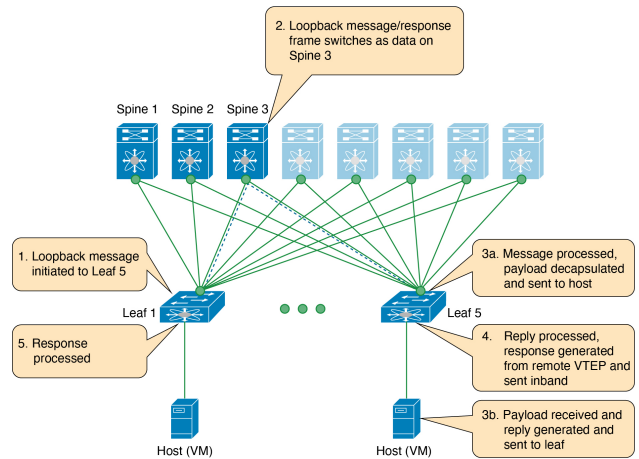 2. Loopback message/response
frame switches as data on
Spine 3
Spine 1
Spine 2
Spine 3
1. Loopback message
initiated to Leaf 5
3a. Message processed,
payload decapsulated
and sent to host
Leaf 1
Leaf 5
5. Response
processed
4. Reply processed,
response generated
from remote VTEP and
sent inband
3b. Payload received and
reply generated and
sent to leaf
Host (VM)
Host (VM)